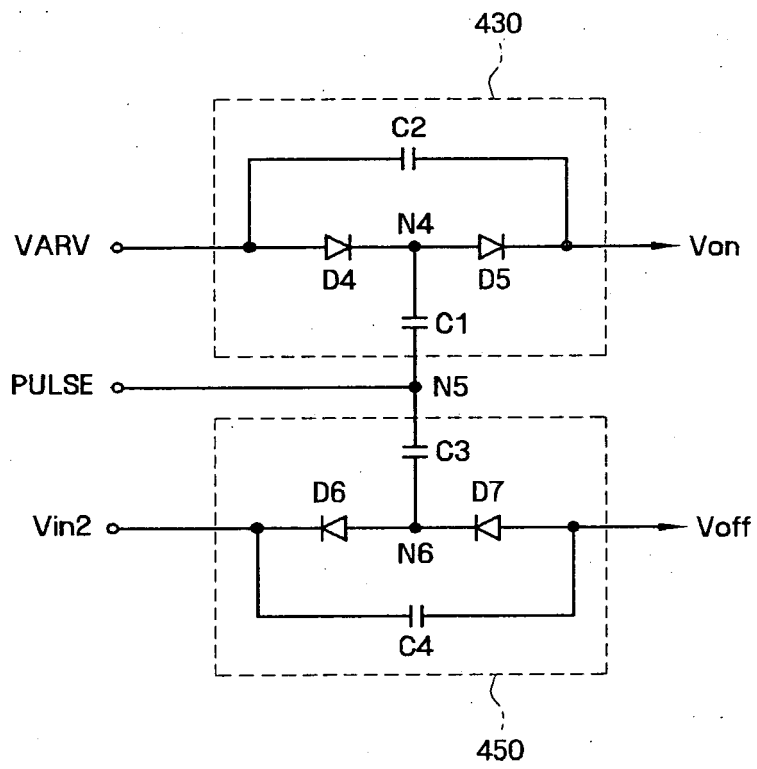 430
C2
VARV
N4
Von
D4
D5
C1
PULSE
N5
C3
D6
D7
Vin2
N6
Voff
C4
450